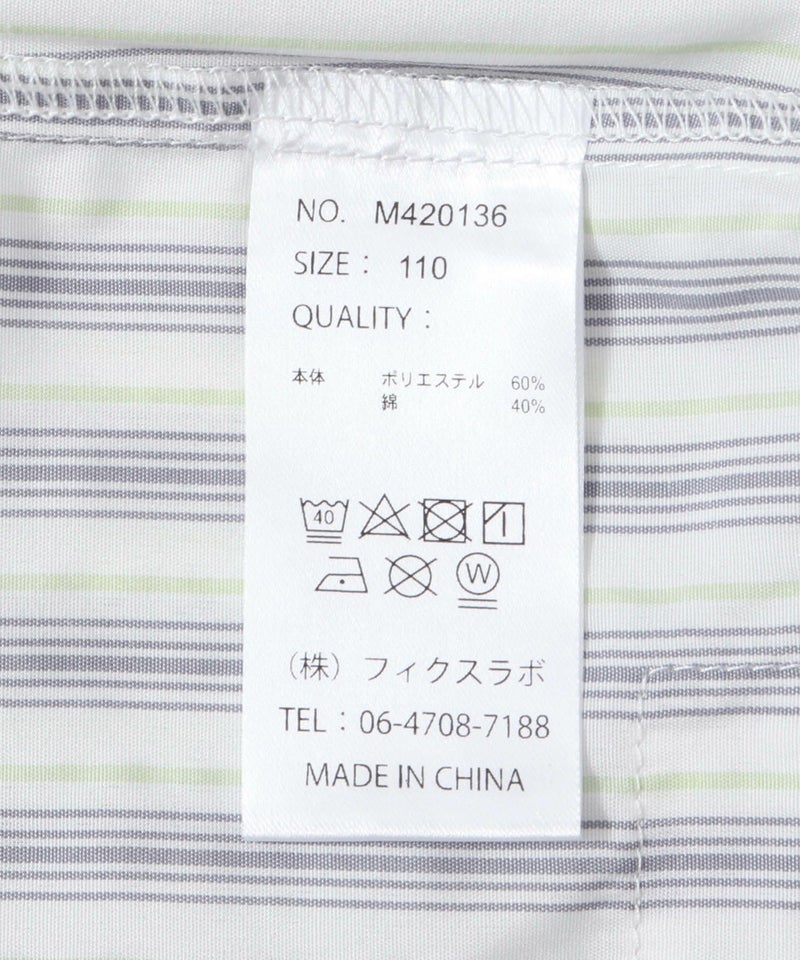 NO. M420136
SIZE： 110
QUALITY：
本体 ポリエステル 60%
綿 40%
40
W
（株）フィクスラボ
TEL：06-4708-7188
MADE IN CHINA